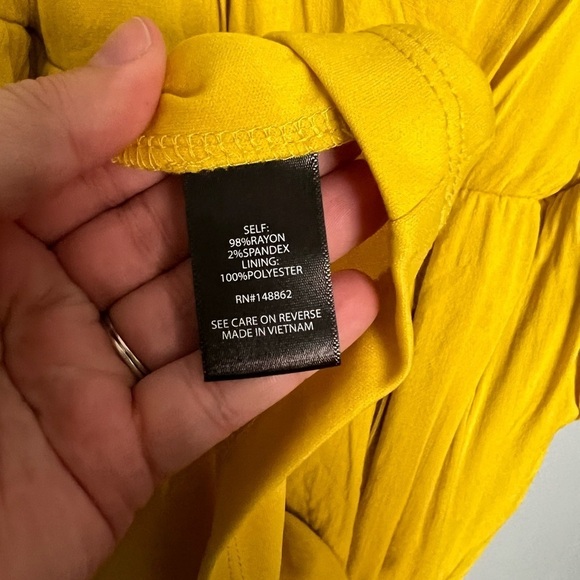 SELF:
98%RAYON
2%SPANDEX
LINING:
100%POLYESTER
RN#148862
SEE CARE ON REVERSE
MADE IN VIETNAM